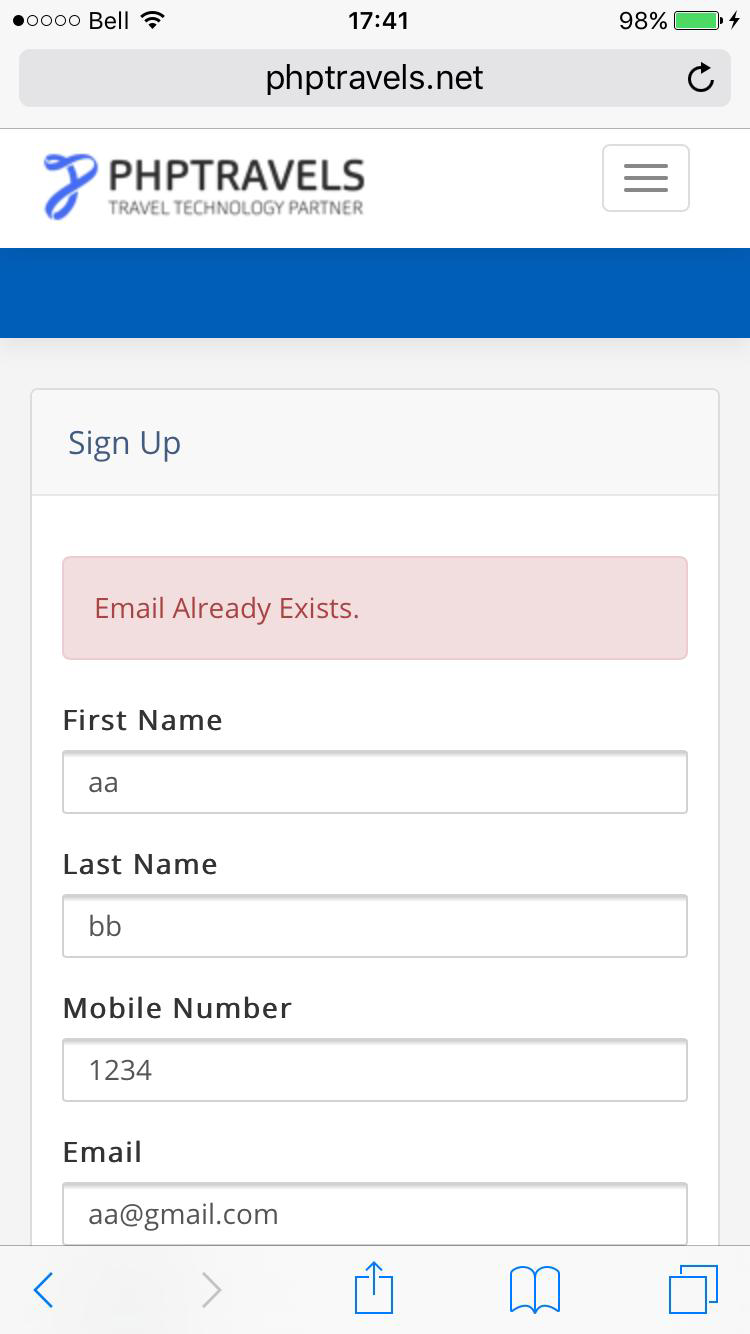 Bell 17:41 98%
phptravels.net
PHPTRAVELS
TRAVEL TECHNOLOGY PARTNER
Sign Up
Email Already Exists.
First Name
aa
Last Name
bb
Mobile Number
1234
Email
aa@gmail.com